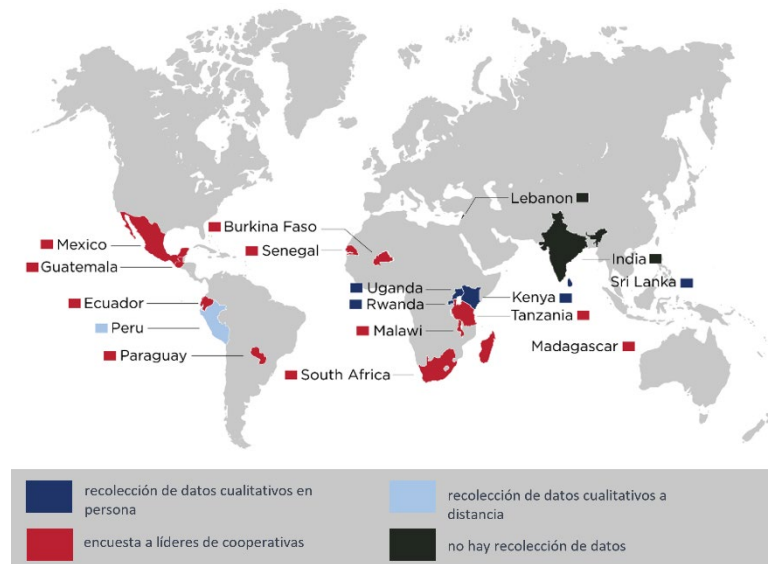 Lebanon
Burkina Faso
Mexico
Senegal
India
Guatemala
Sri Lanka
Uganda
Ecuador
Rwanda
Kenya
Tanzania
Peru
Malawi
Madagascar
Paraguay
South Africa
recolección de datos cualitativos en
persona
recolección de datos cualitativos a
distancia
encuesta a líderes de cooperativas
no hay recolección de datos